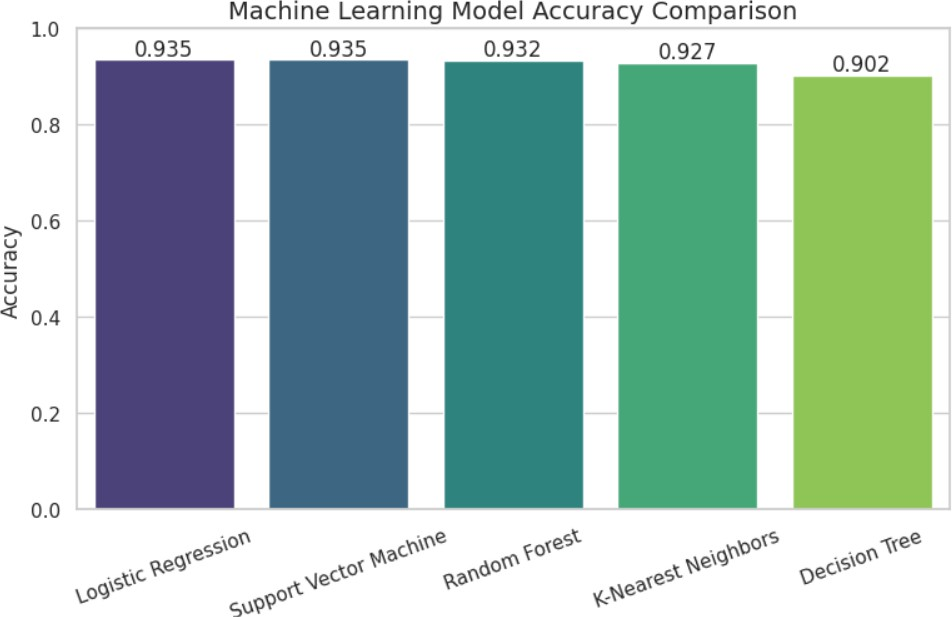 Machine Learning Model Accuracy Comparison
1.0
0.8
0.6
0.4
0.2
0.0
Accuracy
0.935
0.935
0.932
0.927
0.902
Logistic Regression
Support Vector Machine
Random Forest
K-Nearest Neighbors
Decision Tree